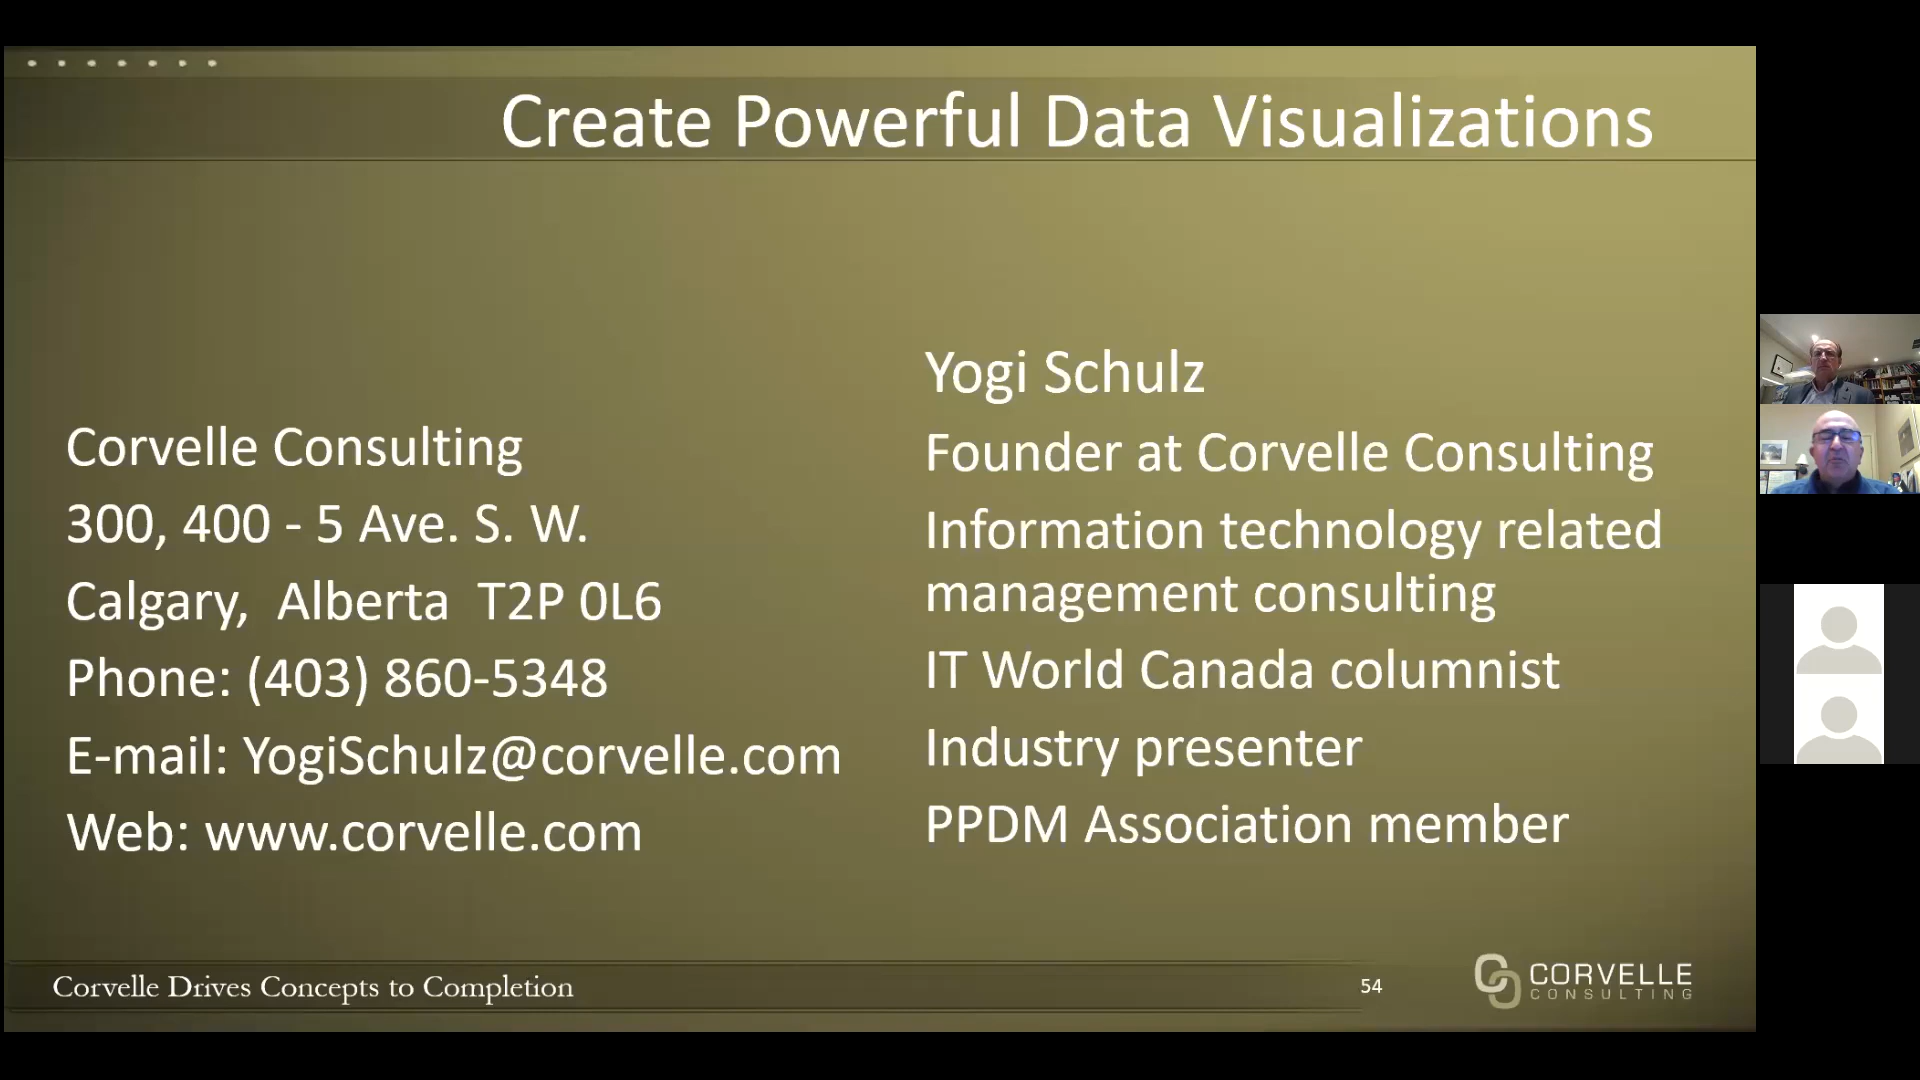 Create Powerful Data Visualizations
Corvelle Consulting
300, 400 - 5 Ave. S. W.
Calgary,  Alberta  T2P 0L6
Phone: (403) 860-5348
E-mail: YogiSchulz@corvelle.com
Web: www.corvelle.com
Yogi Schulz
Founder at Corvelle Consulting
Information technology related
management consulting
IT World Canada columnist
Industry presenter
PPDM Association member
Corvelle Drives Concepts to Completion
54
CORVELLE
CONSULTING